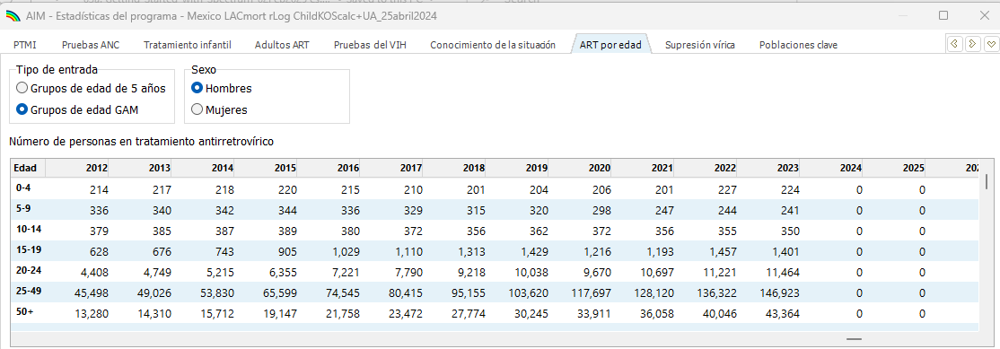 AIM - Estadísticas del programa - Mexico LACmort rLog ChildKOScalc+UA_25abril2024
PTMI Pruebas ANC Tratamiento infantil Adultos ART Pruebas del VIH Conocimiento de la situación ART por edad Supresión vírica Poblaciones clave
Tipo de entrada Sexo
Grupos de edad de 5 años Hombres
Grupos de edad GAM Mujeres
Número de personas en tratamiento antirretrovírico
Edad 2012 2013 2014 2015 2016 2017 2018 2019 2020 2021 2022 2023 2024 2025
0-4 214 217 218 220 215 210 201 204 206 201 227 224 0 0
5-9 336 340 342 344 336 329 315 320 298 247 244 241 0 0
10-14 379 385 387 389 380 372 356 362 372 356 355 350 0 0
15-19 628 676 743 905 1,029 1,110 1,313 1,429 1,216 1,193 1,457 1,401 0 0
20-24 4,408 4,749 5,215 6,355 7,221 7,790 9,218 10,038 9,670 10,697 11,221 11,464 0 0
25-49 45,498 49,026 53,830 65,599 74,545 80,415 95,155 103,620 117,697 128,120 136,322 146,923 0 0
50+ 13,280 14,310 15,712 19,147 21,758 23,472 27,774 30,245 33,911 36,058 40,046 43,364 0 0